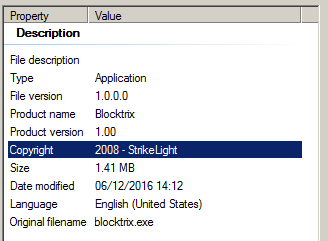 Property Value
Description
File description
Type Application
File version 1.0.0.0
Product name Blocktrix
Product version 1.00
Copyright 2008 - StrikeLight
Size 1.41 MB
Date modified 06/12/2016 14:12
Language English (United States)
Original filename blocktrix.exe